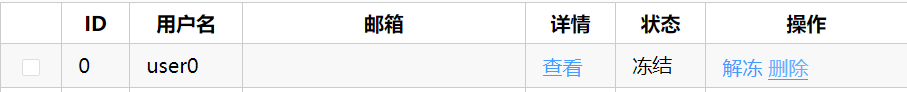 ID 用户名 邮箱 详情 状态 操作
0 user0 查看 冻结 解冻 删除